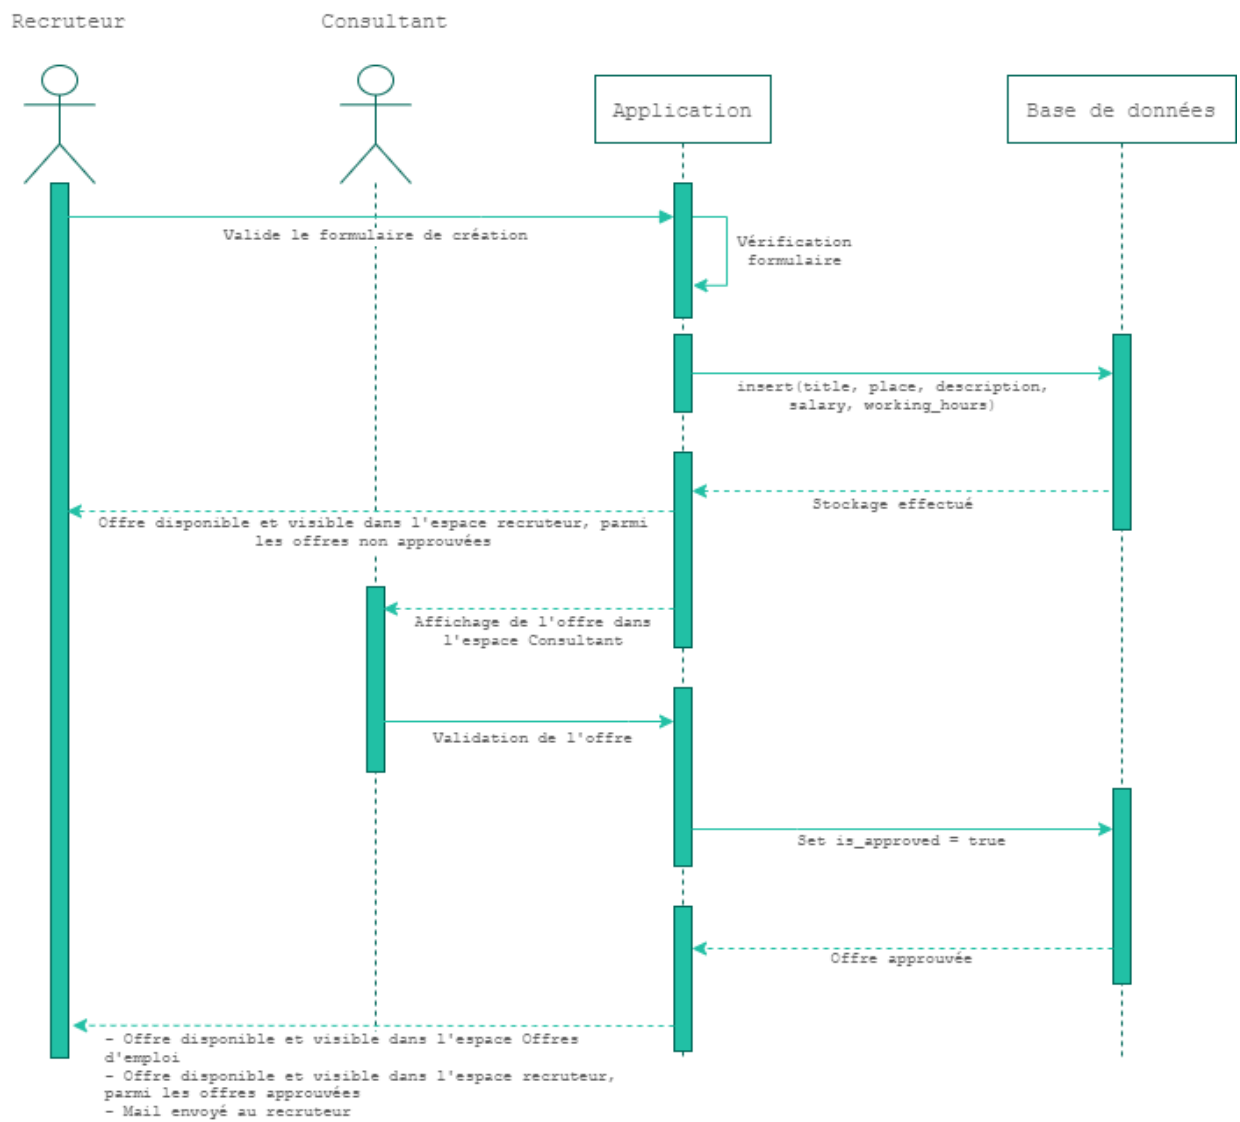 Recruteur
Consultant
Application
Base de données
Valide le formulaire de création
Vérification
formulaire
insert(title, place, description,
salary, working_hours)
Stockage effectué
Offre disponible et visible dans l'espace recruteur, parmi
les offres non approuvées
Affichage de l'offre dans
l'espace Consultant
Validation de l'offre
Set is_approved = true
Offre approuvée
- Offre disponible et visible dans l'espace Offres
d'emploi
- Offre disponible et visible dans l'espace recruteur,
parmi les offres approuvées
- Mail envoyé au recruteur